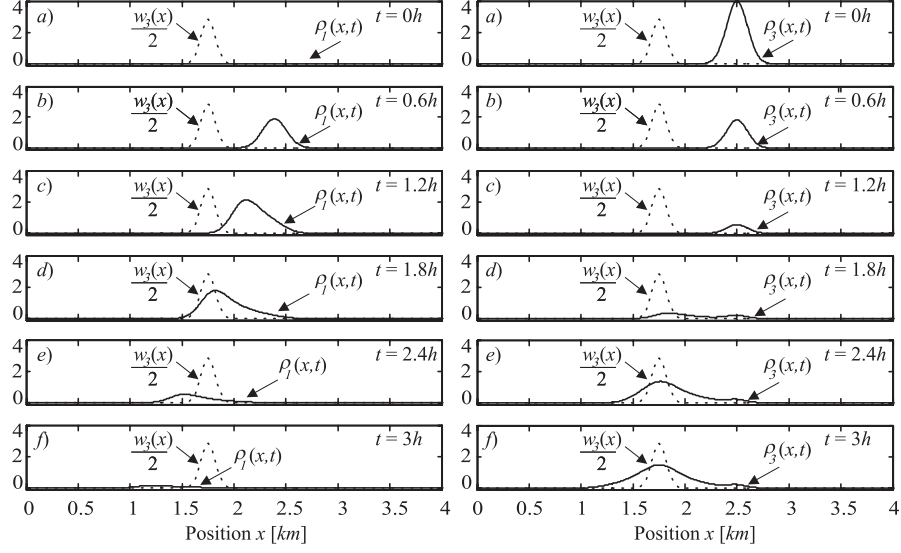 4 a) w3(x) ρ1(x,t) t = 0h
2 2
0
4 b) w3(x) ρ1(x,t) t = 0.6h
2 2
0
4 c) w3(x) ρ1(x,t) t = 1.2h
2 2
0
4 d) w3(x) ρ1(x,t) t = 1.8h
2 2
0
4 e) w3(x) ρ1(x,t) t = 2.4h
2 2
0
4 f) w3(x) ρ1(x,t) t = 3h
2 2
0
0 0.5 1 1.5 2 2.5 3 3.5 4
Position x [km]
4 a) w3(x) ρ3(x,t) t = 0h
2 2
0
4 b) w3(x) ρ3(x,t) t = 0.6h
2 2
0
4 c) w3(x) ρ3(x,t) t = 1.2h
2 2
0
4 d) w3(x) ρ3(x,t) t = 1.8h
2 2
0
4 e) w3(x) ρ3(x,t) t = 2.4h
2 2
0
4 f) w3(x) ρ3(x,t) t = 3h
2 2
0
0 0.5 1 1.5 2 2.5 3 3.5 4
Position x [km]